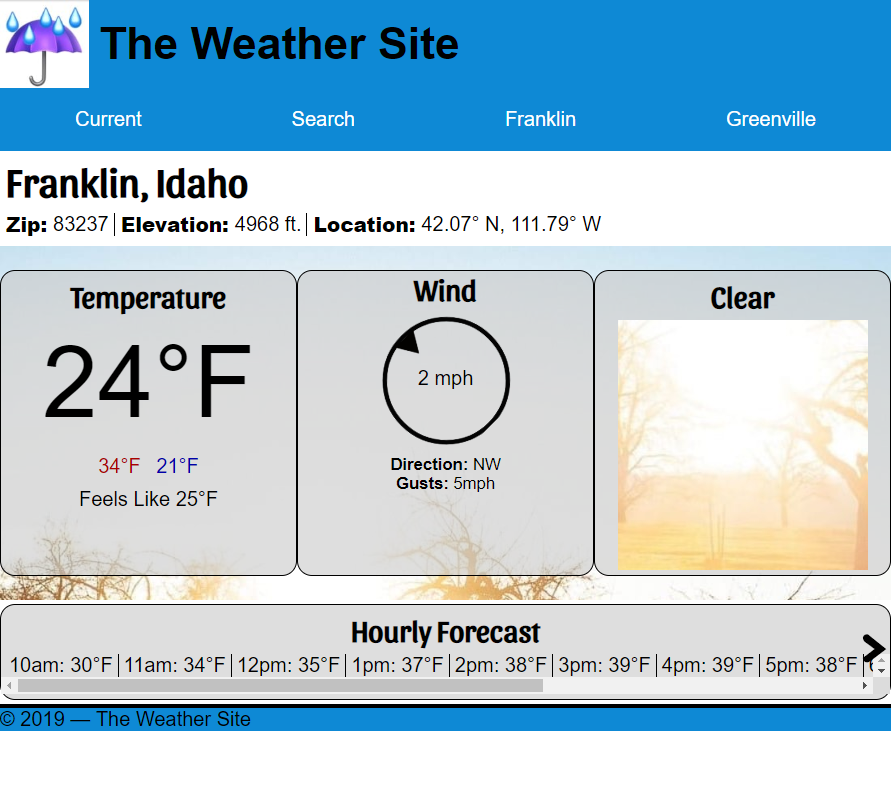 The Weather Site
Current Search Franklin Greenville
Franklin, Idaho
Zip: 83237 Elevation: 4968 ft. Location: 42.07° N, 111.79° W
Temperature
24°F
34°F 21°F
Feels Like 25°F
Wind
2 mph
Direction: NW
Gusts: 5mph
Clear
Hourly Forecast
10am: 30°F 11am: 34°F 12pm: 35°F 1pm: 37°F 2pm: 38°F 3pm: 39°F 4pm: 39°F 5pm: 38°F
© 2019 — The Weather Site